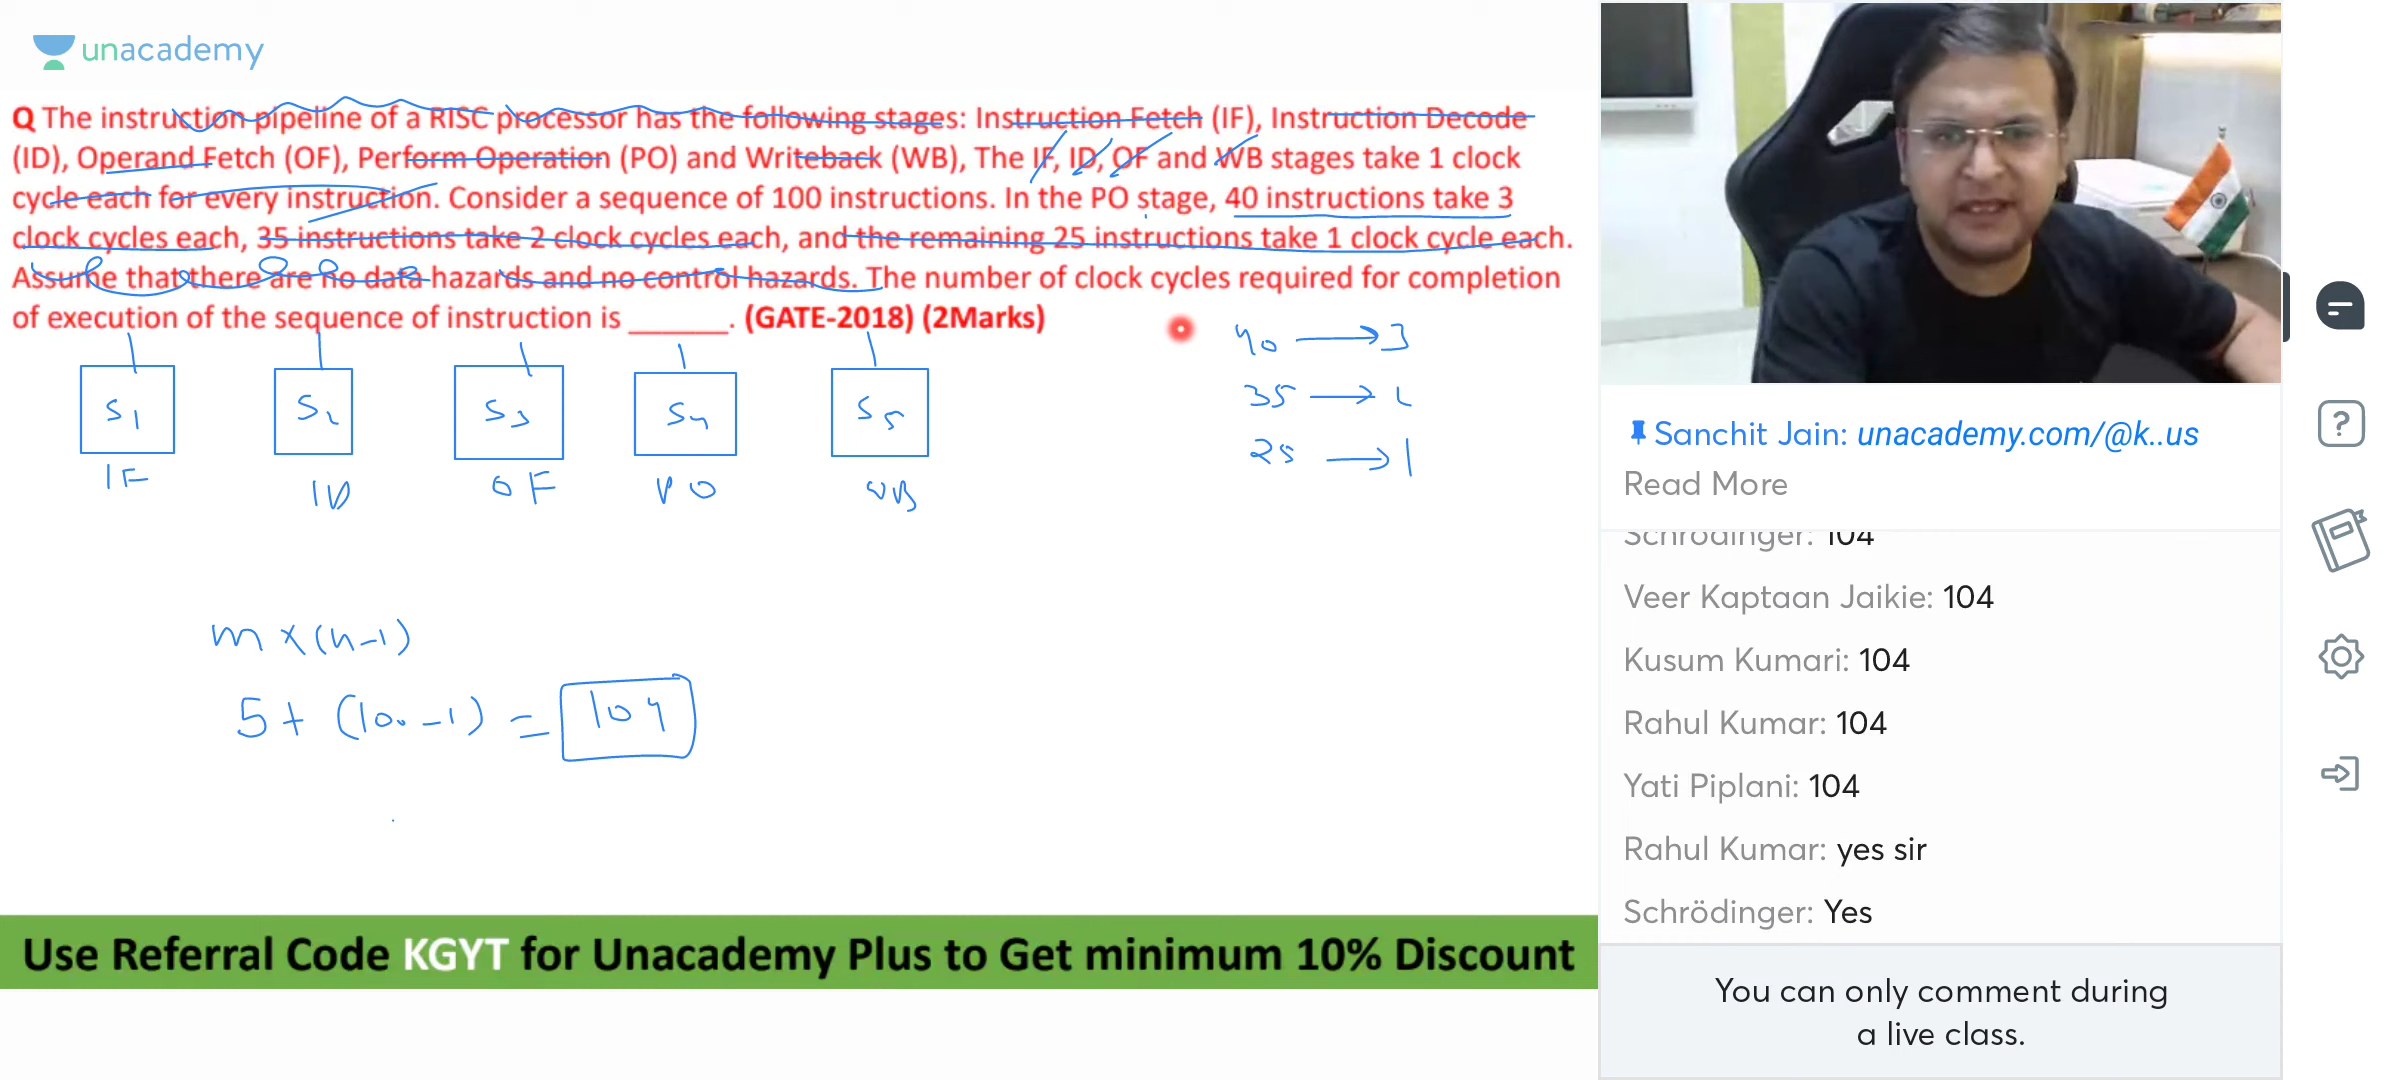 unacademy
Q The instruction pipeline of a RISC processor has the following stages: Instruction Fetch (IF), Instruction Decode
(ID), Operand Fetch (OF), Perform Operation (PO) and Writeback (WB), The IF, ID, OF and WB stages take 1 clock
cycle each for every instruction. Consider a sequence of 100 instructions. In the PO stage, 40 instructions take 3
clock cycles each, 35 instructions take 2 clock cycles each, and the remaining 25 instructions take 1 clock cycle each.
Assume that there are no data hazards and no control hazards. The number of clock cycles required for completion
of execution of the sequence of instruction is ______. (GATE-2018) (2Marks)
1 1 1 1 1
S1 S2 S3 S4 S5
IF ID OF PO WB
40 → 3
35 → 2
25 → 1
m × (n-1)
5 + (100-1) = 104
Use Referral Code KGYT for Unacademy Plus to Get minimum 10% Discount
Sanchit Jain: unacademy.com/@k..us
Read More
Schrödinger: 104
Veer Kaptaan Jaikie: 104
Kusum Kumari: 104
Rahul Kumar: 104
Yati Piplani: 104
Rahul Kumar: yes sir
Schrödinger: Yes
You can only comment during
a live class.
?